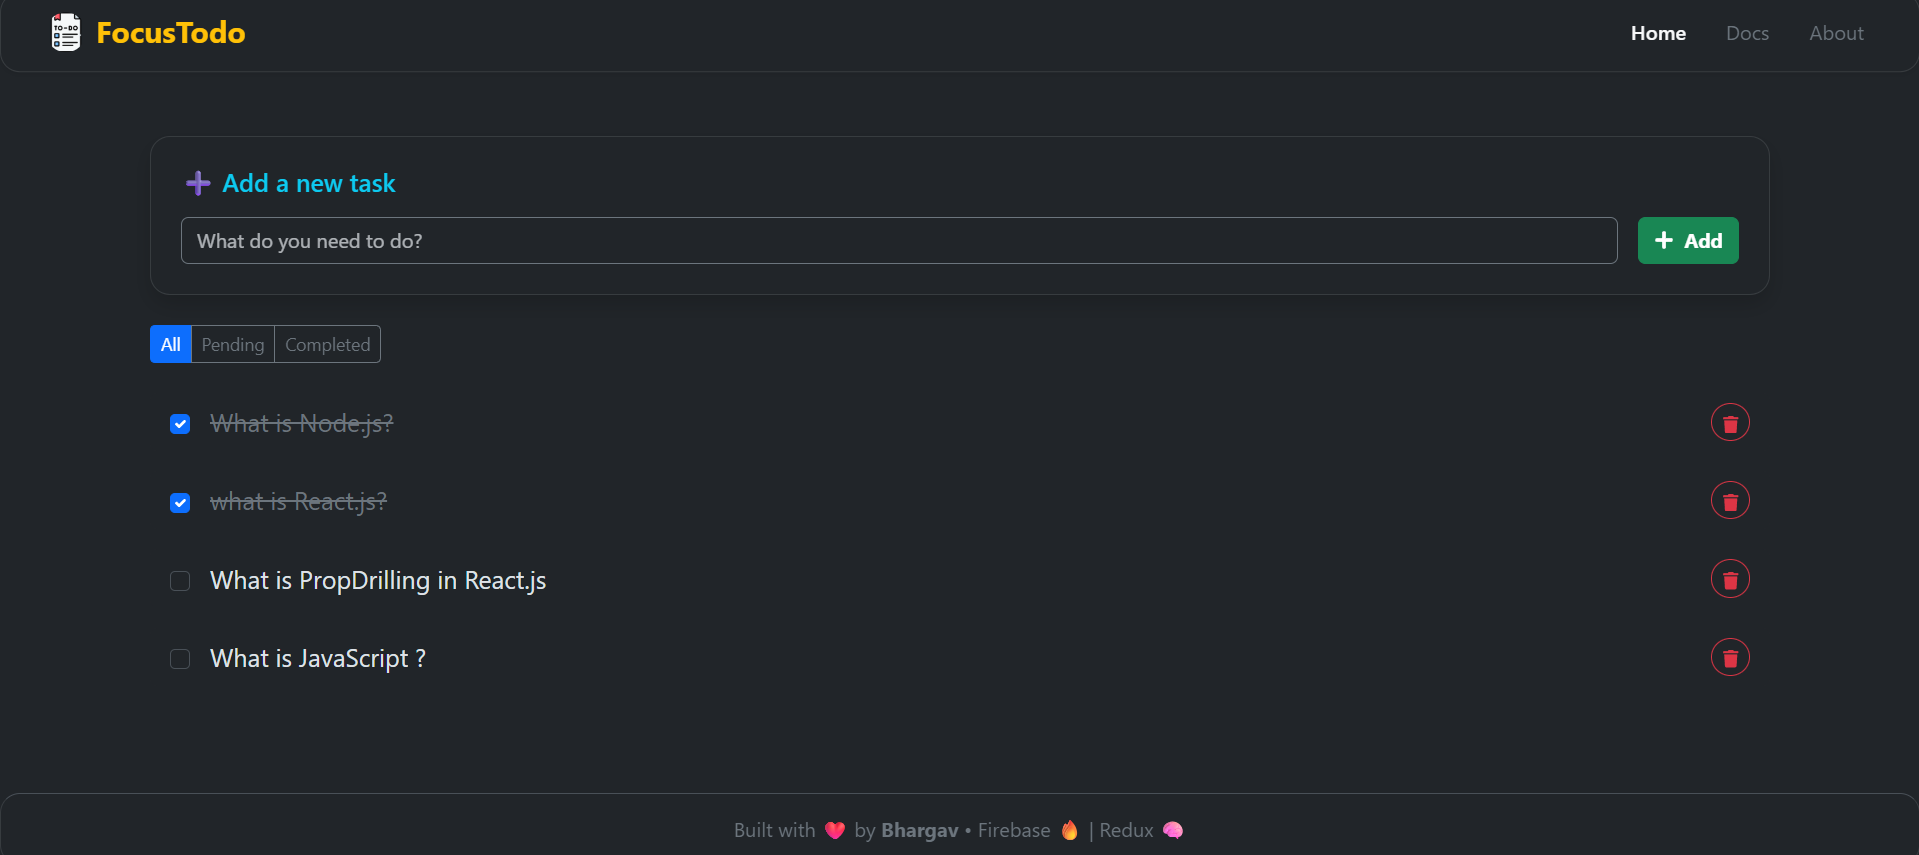 TO-DO
FocusTodo
Home Docs About
Add a new task
What do you need to do?
Add
All Pending Completed
What is Node.js?
what is React.js?
What is PropDrilling in React.js
What is JavaScript ?
Built with ❤️ by Bhargav • Firebase 🔥 | Redux 🧠